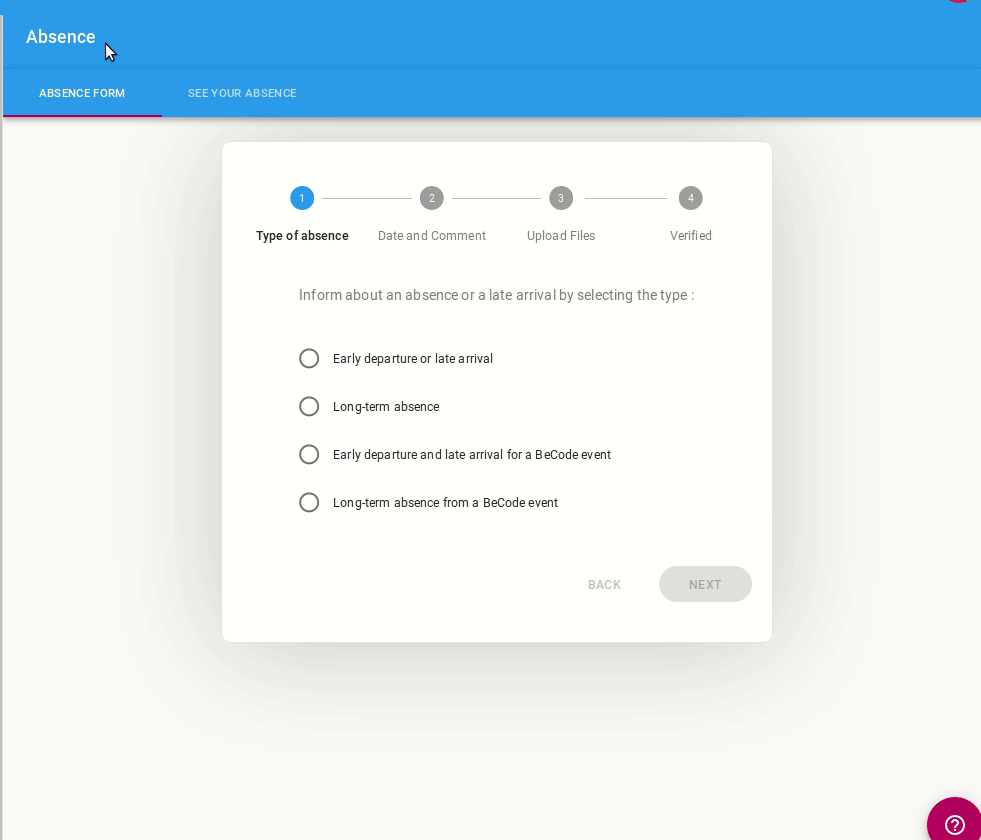 Absence
ABSENCE FORM SEE YOUR ABSENCE
1 2 3 4
Type of absence Date and Comment Upload Files Verified
Inform about an absence or a late arrival by selecting the type :
Early departure or late arrival
Long-term absence
Early departure and late arrival for a BeCode event
Long-term absence from a BeCode event
BACK NEXT
?